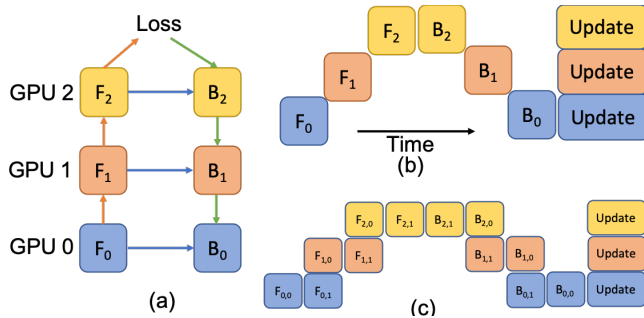 Loss
GPU 2 F₂ B₂
GPU 1 F₁ B₁
GPU 0 F₀ B₀
(a)
F₂ B₂ Update
F₁ B₁ Update
F₀ B₀ Update
Time
(b)
F₂,₀ F₂,₁ B₂,₁ B₂,₀ Update
F₁,₀ F₁,₁ B₁,₁ B₁,₀ Update
F₀,₀ F₀,₁ B₀,₁ B₀,₀ Update
(c)